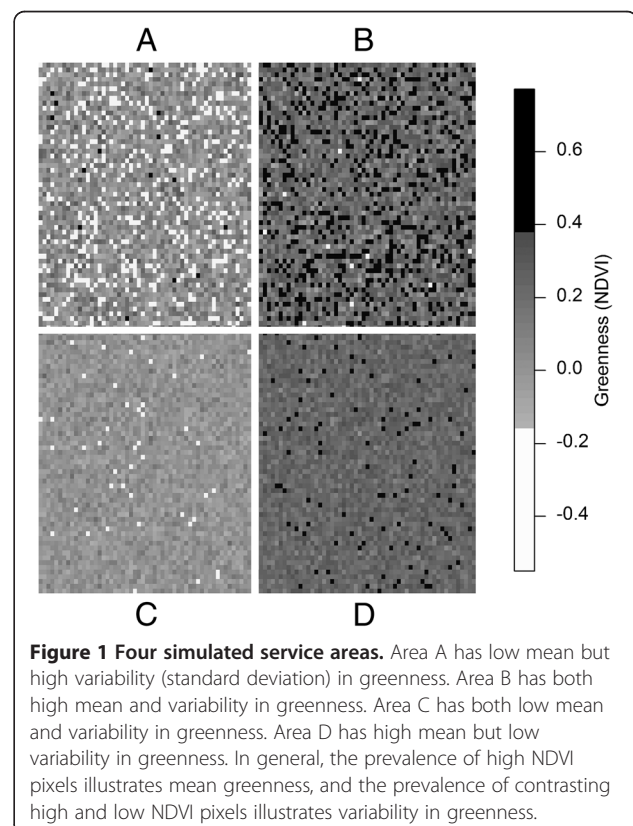 A
B
0.6
0.4
0.2
0.0
-0.2
-0.4
Greenness (NDVI)
C
D
Figure 1 Four simulated service areas. Area A has low mean but
high variability (standard deviation) in greenness. Area B has both
high mean and variability in greenness. Area C has both low mean
and variability in greenness. Area D has high mean but low
variability in greenness. In general, the prevalence of high NDVI
pixels illustrates mean greenness, and the prevalence of contrasting
high and low NDVI pixels illustrates variability in greenness.